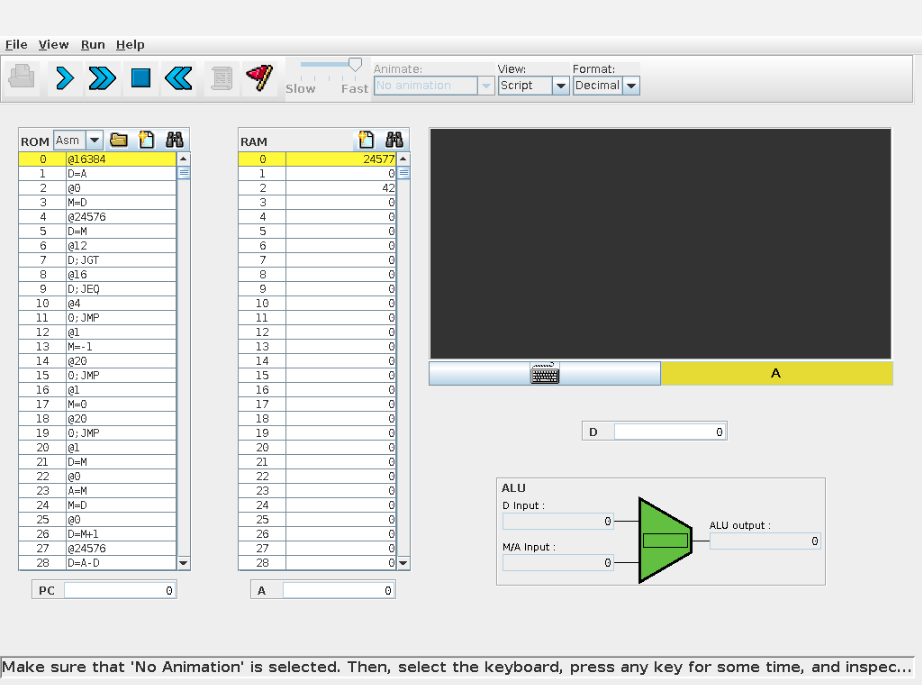 File View Run Help
Slow Fast
Animate:
No animation
View:
Script
Format:
Decimal
ROM Asm
0 @16384
1 D=A
2 @0
3 M=D
4 @24576
5 D=M
6 @12
7 D;JGT
8 @16
9 D;JEQ
10 @4
11 0;JMP
12 @1
13 M=-1
14 @20
15 0;JMP
16 @1
17 M=0
18 @20
19 0;JMP
20 @1
21 D=M
22 @0
23 A=M
24 M=D
25 @0
26 D=M+1
27 @24576
28 D=A-D
PC 0
RAM
0 24577
1 0
2 42
3 0
4 0
5 0
6 0
7 0
8 0
9 0
10 0
11 0
12 0
13 0
14 0
15 0
16 0
17 0
18 0
19 0
20 0
21 0
22 0
23 0
24 0
25 0
26 0
27 0
28 0
A 0
A
D 0
ALU
D Input :
0
M/A Input :
0
ALU output :
0
Make sure that 'No Animation' is selected. Then, select the keyboard, press any key for some time, and inspec...